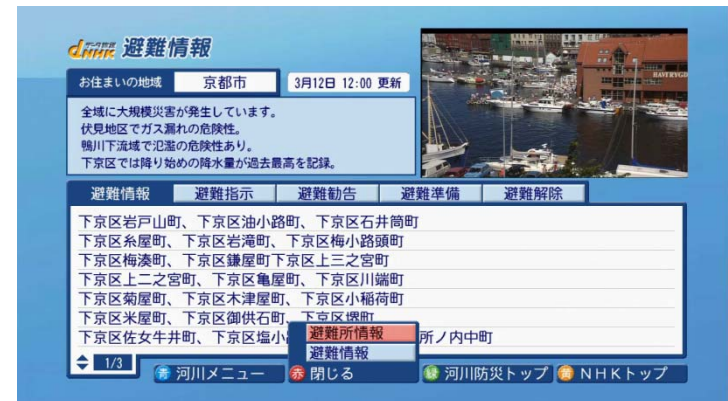 dNHK 避難情報
お住まいの地域 京都市 3月12日 12:00 更新
全域に大規模災害が発生しています。
伏見地区でガス漏れの危険性。
鴨川下流域で氾濫の危険性あり。
下京区では降り始めの降水量が過去最高を記録。
避難情報 避難指示 避難勧告 避難準備 避難解除
下京区岩戸山町、下京区油小路町、下京区石井筒町
下京区糸屋町、下京区岩滝町、下京区梅小路頭町
下京区梅湊町、下京区鎌屋町下京区上三之宮町
下京区上二之宮町、下京区亀屋町、下京区川端町
下京区菊屋町、下京区木津屋町、下京区小稲荷町
下京区米屋町、下京区御供石町、下京区堺町
下京区佐女牛井町、下京区塩小 所ノ内中町
避難所情報
避難情報
1/3
青 河川メニュー 赤 閉じる 緑 河川防災トップ 黄 NHKトップ